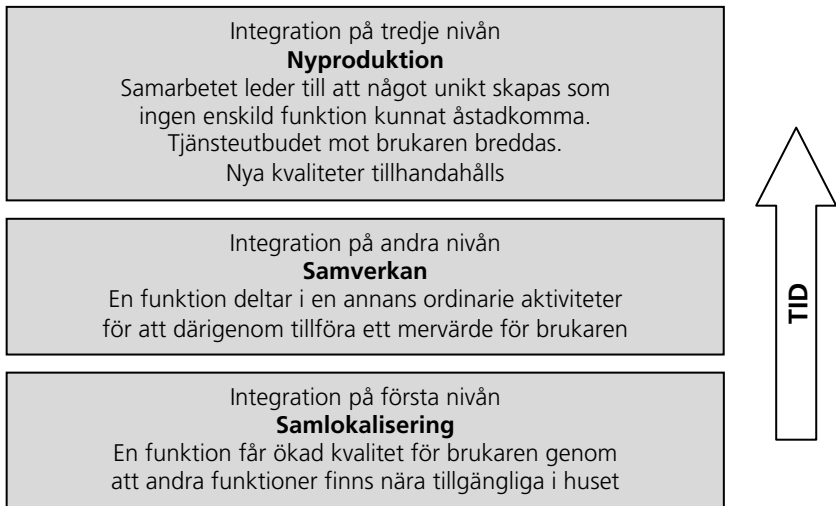 Integration på tredje nivån
Nyproduktion
Samarbetet leder till att något unikt skapas som
ingen enskild funktion kunnat åstadkomma.
Tjänsteutbudet mot brukaren breddas.
Nya kvaliteter tillhandahålls
Integration på andra nivån
Samverkan
En funktion deltar i en annans ordinarie aktiviteter
för att därigenom tillföra ett mervärde för brukaren
Integration på första nivån
Samlokalisering
En funktion får ökad kvalitet för brukaren genom
att andra funktioner finns nära tillgängliga i huset
TID